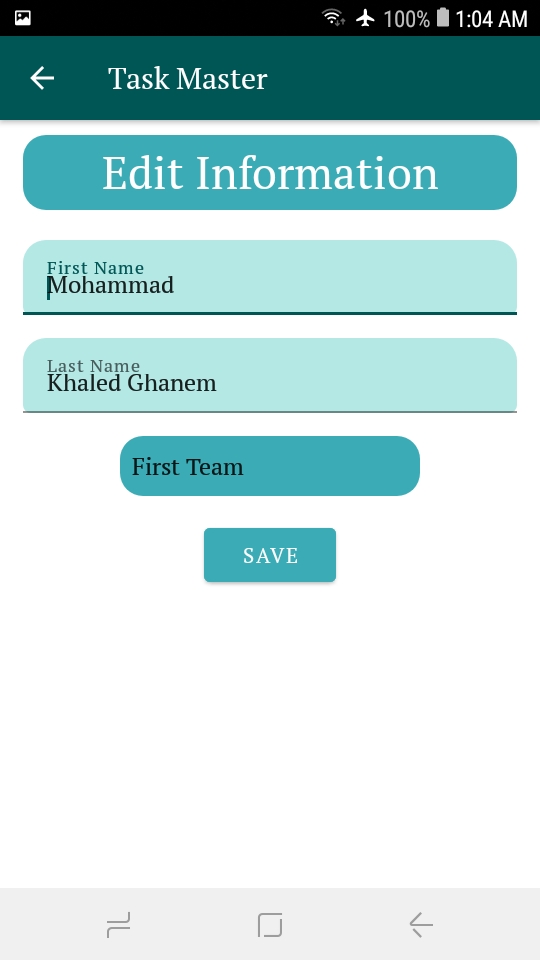 100% 1:04 AM
Task Master
Edit Information
First Name
Mohammad
Last Name
Khaled Ghanem
First Team
SAVE